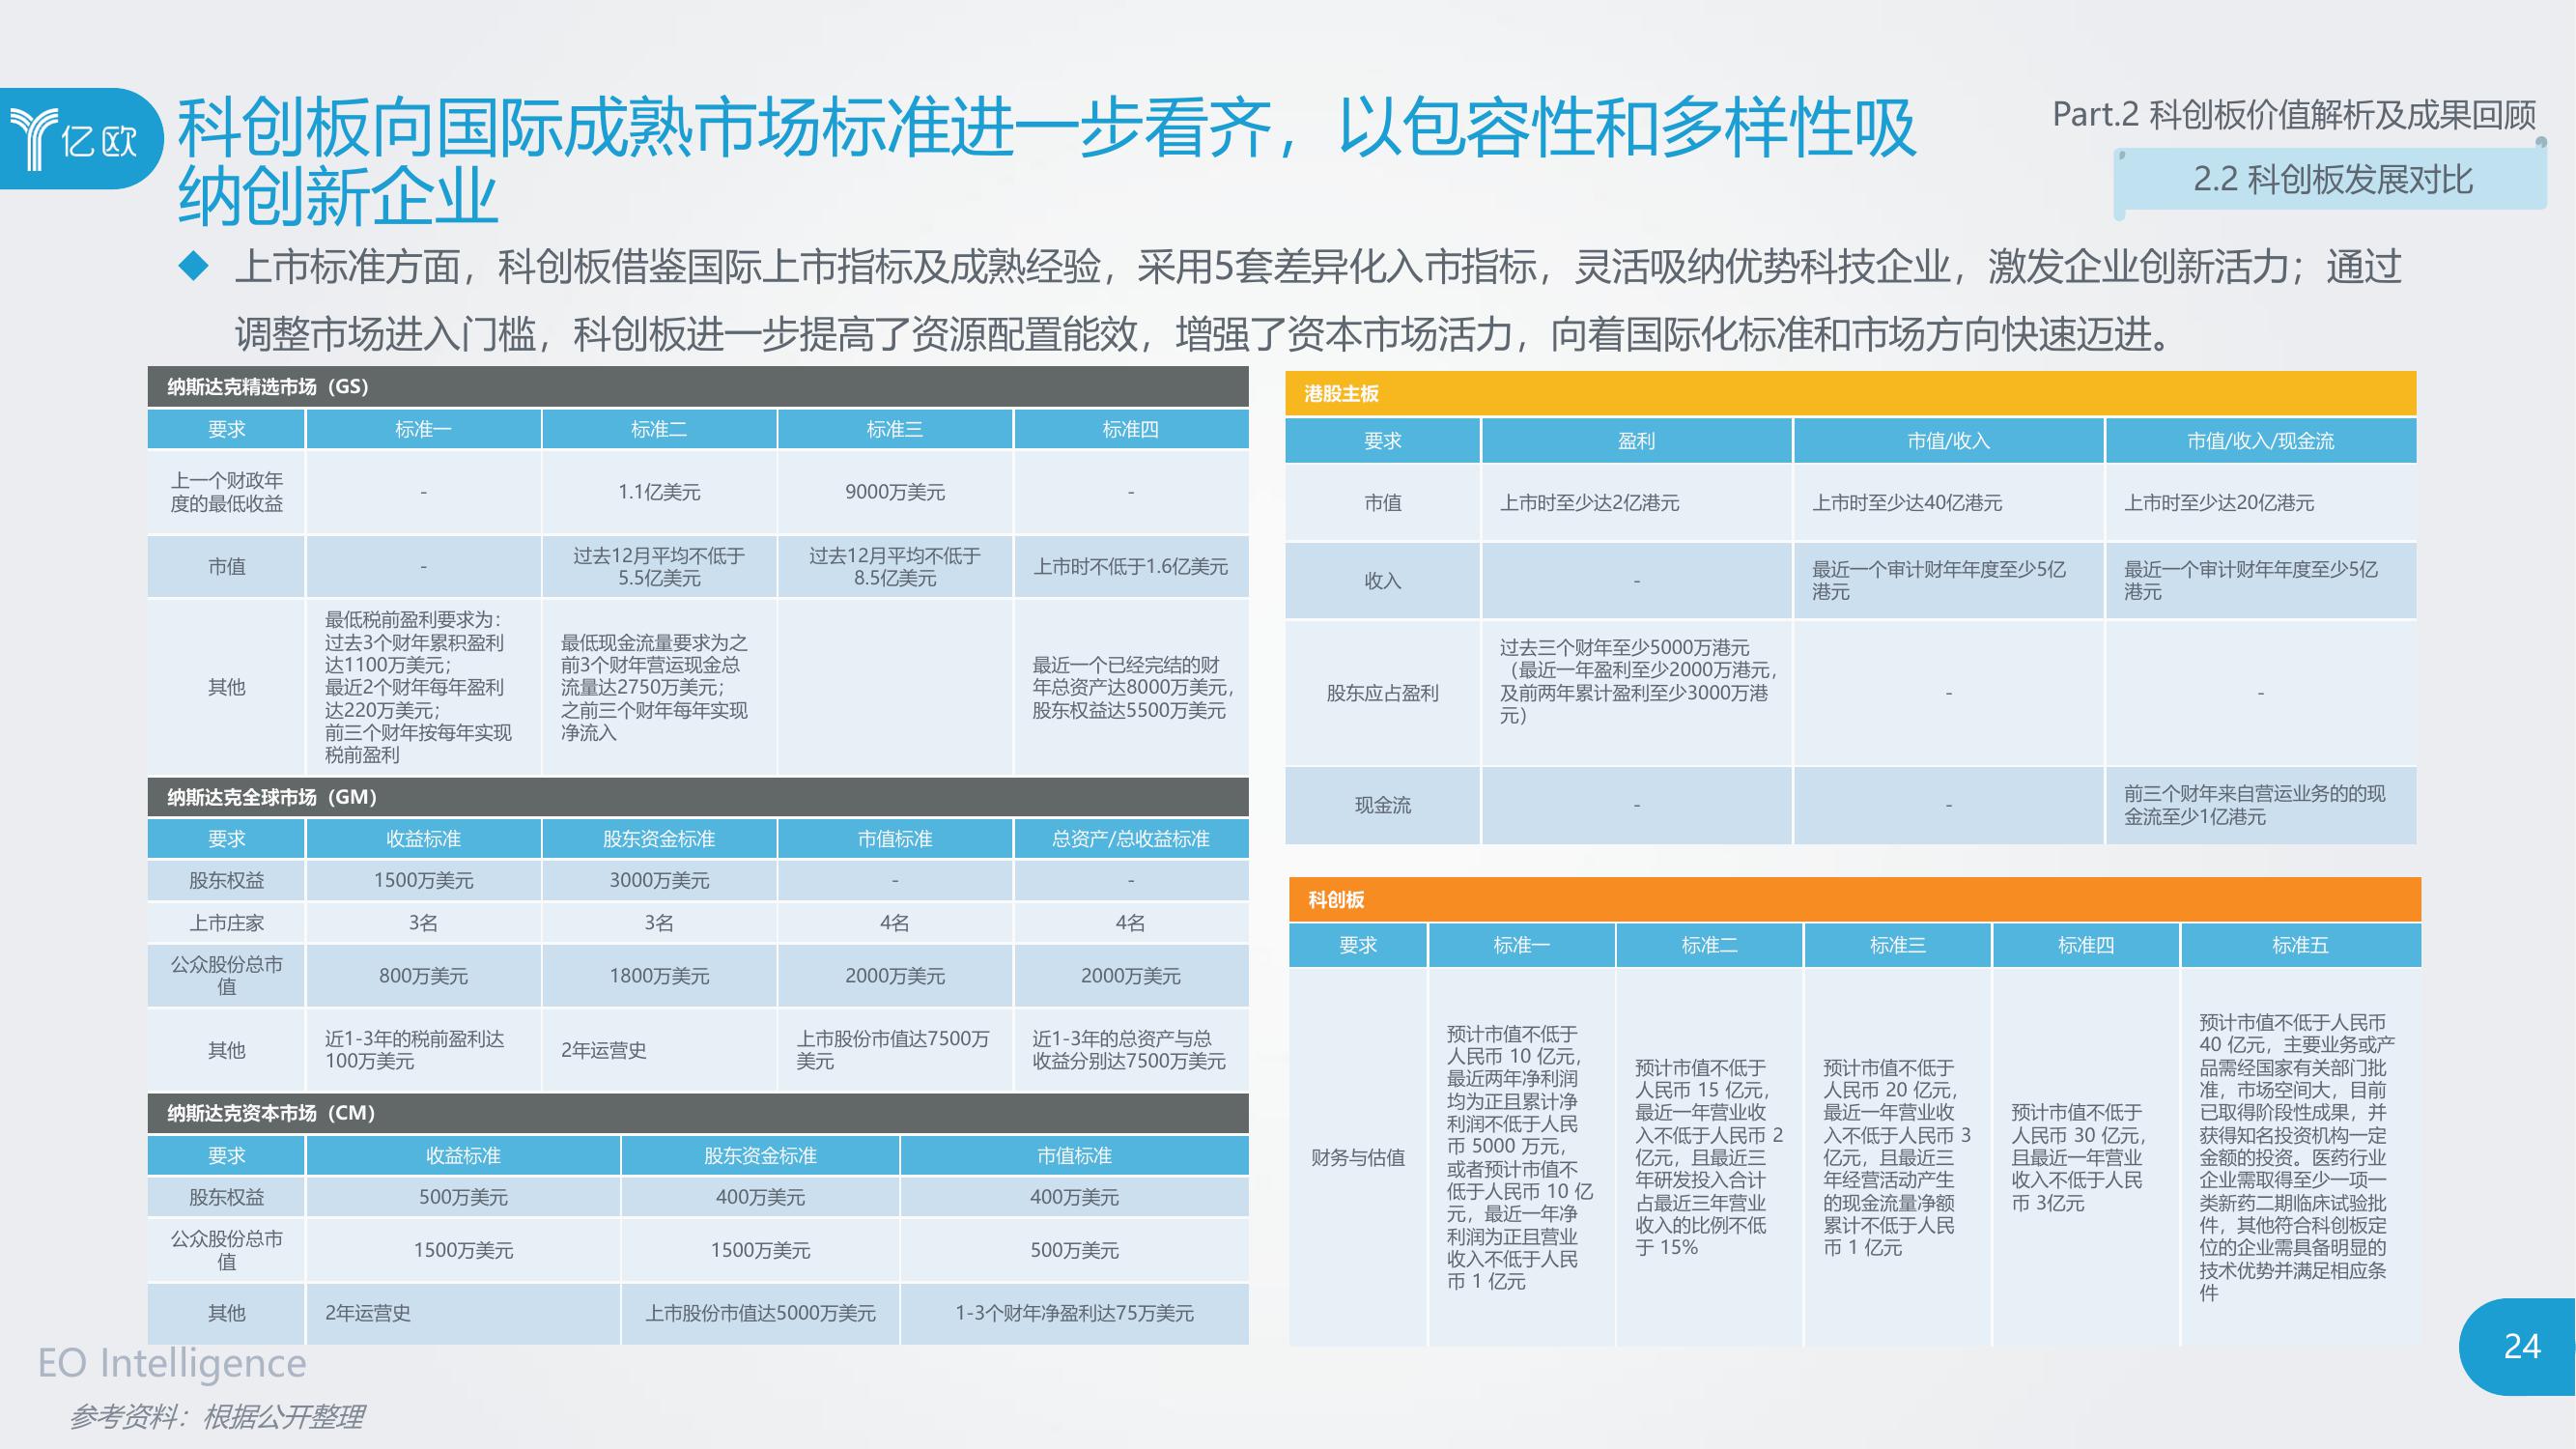 亿欧
科创板向国际成熟市场标准进一步看齐，以包容性和多样性吸
纳创新企业
Part.2 科创板价值解析及成果回顾
2.2 科创板发展对比
上市标准方面，科创板借鉴国际上市指标及成熟经验，采用5套差异化入市指标，灵活吸纳优势科技企业，激发企业创新活力；通过
调整市场进入门槛，科创板进一步提高了资源配置能效，增强了资本市场活力，向着国际化标准和市场方向快速迈进。
纳斯达克精选市场（GS）
要求 标准一 标准二 标准三 标准四
上一个财政年
度的最低收益
- 1.1亿美元 9000万美元 -
市值
-
过去12月平均不低于
5.5亿美元
过去12月平均不低于
8.5亿美元
上市时不低于1.6亿美元
其他
最低税前盈利要求为：
过去3个财年累积盈利
达1100万美元；
最近2个财年每年盈利
达220万美元；
前三个财年按每年实现
税前盈利
最低现金流量要求为之
前3个财年营运现金总
流量达2750万美元；
之前三个财年每年实现
净流入
最近一个已经完结的财
年总资产达8000万美元，
股东权益达5500万美元
纳斯达克全球市场（GM）
要求 收益标准 股东资金标准 市值标准 总资产/总收益标准
股东权益 1500万美元 3000万美元 - -
上市庄家 3名 3名 4名 4名
公众股份总市
值
800万美元 1800万美元 2000万美元 2000万美元
其他
近1-3年的税前盈利达
100万美元
2年运营史
上市股份市值达7500万
美元
近1-3年的总资产与总
收益分别达7500万美元
纳斯达克资本市场（CM）
要求 收益标准 股东资金标准 市值标准
股东权益 500万美元 400万美元 400万美元
公众股份总市
值
1500万美元 1500万美元 500万美元
其他 2年运营史 上市股份市值达5000万美元 1-3个财年净盈利达75万美元
港股主板
要求 盈利 市值/收入 市值/收入/现金流
市值 上市时至少达2亿港元 上市时至少达40亿港元 上市时至少达20亿港元
收入
-
最近一个审计财年年度至少5亿
港元
最近一个审计财年年度至少5亿
港元
股东应占盈利
过去三个财年至少5000万港元
（最近一年盈利至少2000万港元，
及前两年累计盈利至少3000万港
元）
- -
现金流
- -
前三个财年来自营运业务的的现
金流至少1亿港元
科创板
要求 标准一 标准二 标准三 标准四 标准五
财务与估值
预计市值不低于
人民币 10 亿元，
最近两年净利润
均为正且累计净
利润不低于人民
币 5000 万元，
或者预计市值不
低于人民币 10 亿
元，最近一年净
利润为正且营业
收入不低于人民
币 1 亿元
预计市值不低于
人民币 15 亿元，
最近一年营业收
入不低于人民币 2
亿元，且最近三
年研发投入合计
占最近三年营业
收入的比例不低
于 15%
预计市值不低于
人民币 20 亿元，
最近一年营业收
入不低于人民币 3
亿元，且最近三
年经营活动产生
的现金流量净额
累计不低于人民
币 1 亿元
预计市值不低于
人民币 30 亿元，
且最近一年营业
收入不低于人民
币 3亿元
预计市值不低于人民币
40 亿元，主要业务或产
品需经国家有关部门批
准，市场空间大，目前
已取得阶段性成果，并
获得知名投资机构一定
金额的投资。医药行业
企业需取得至少一项一
类新药二期临床试验批
件，其他符合科创板定
位的企业需具备明显的
技术优势并满足相应条
件
EO Intelligence
参考资料：根据公开整理
24